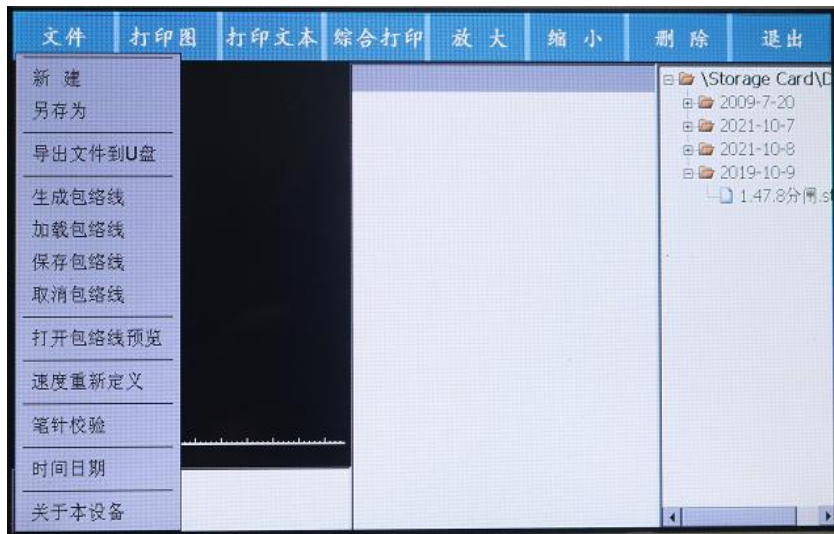 文件 打印图 打印文本 综合打印 放大 缩小 删除 退出
新建
另存为
导出文件到U盘
生成包络线
加载包络线
保存包络线
取消包络线
打开包络线预览
速度重新定义
笔针校验
时间日期
关于本设备
\Storage Card\D
2009-7-20
2021-10-7
2021-10-8
2019-10-9
1.47.8分闸.st